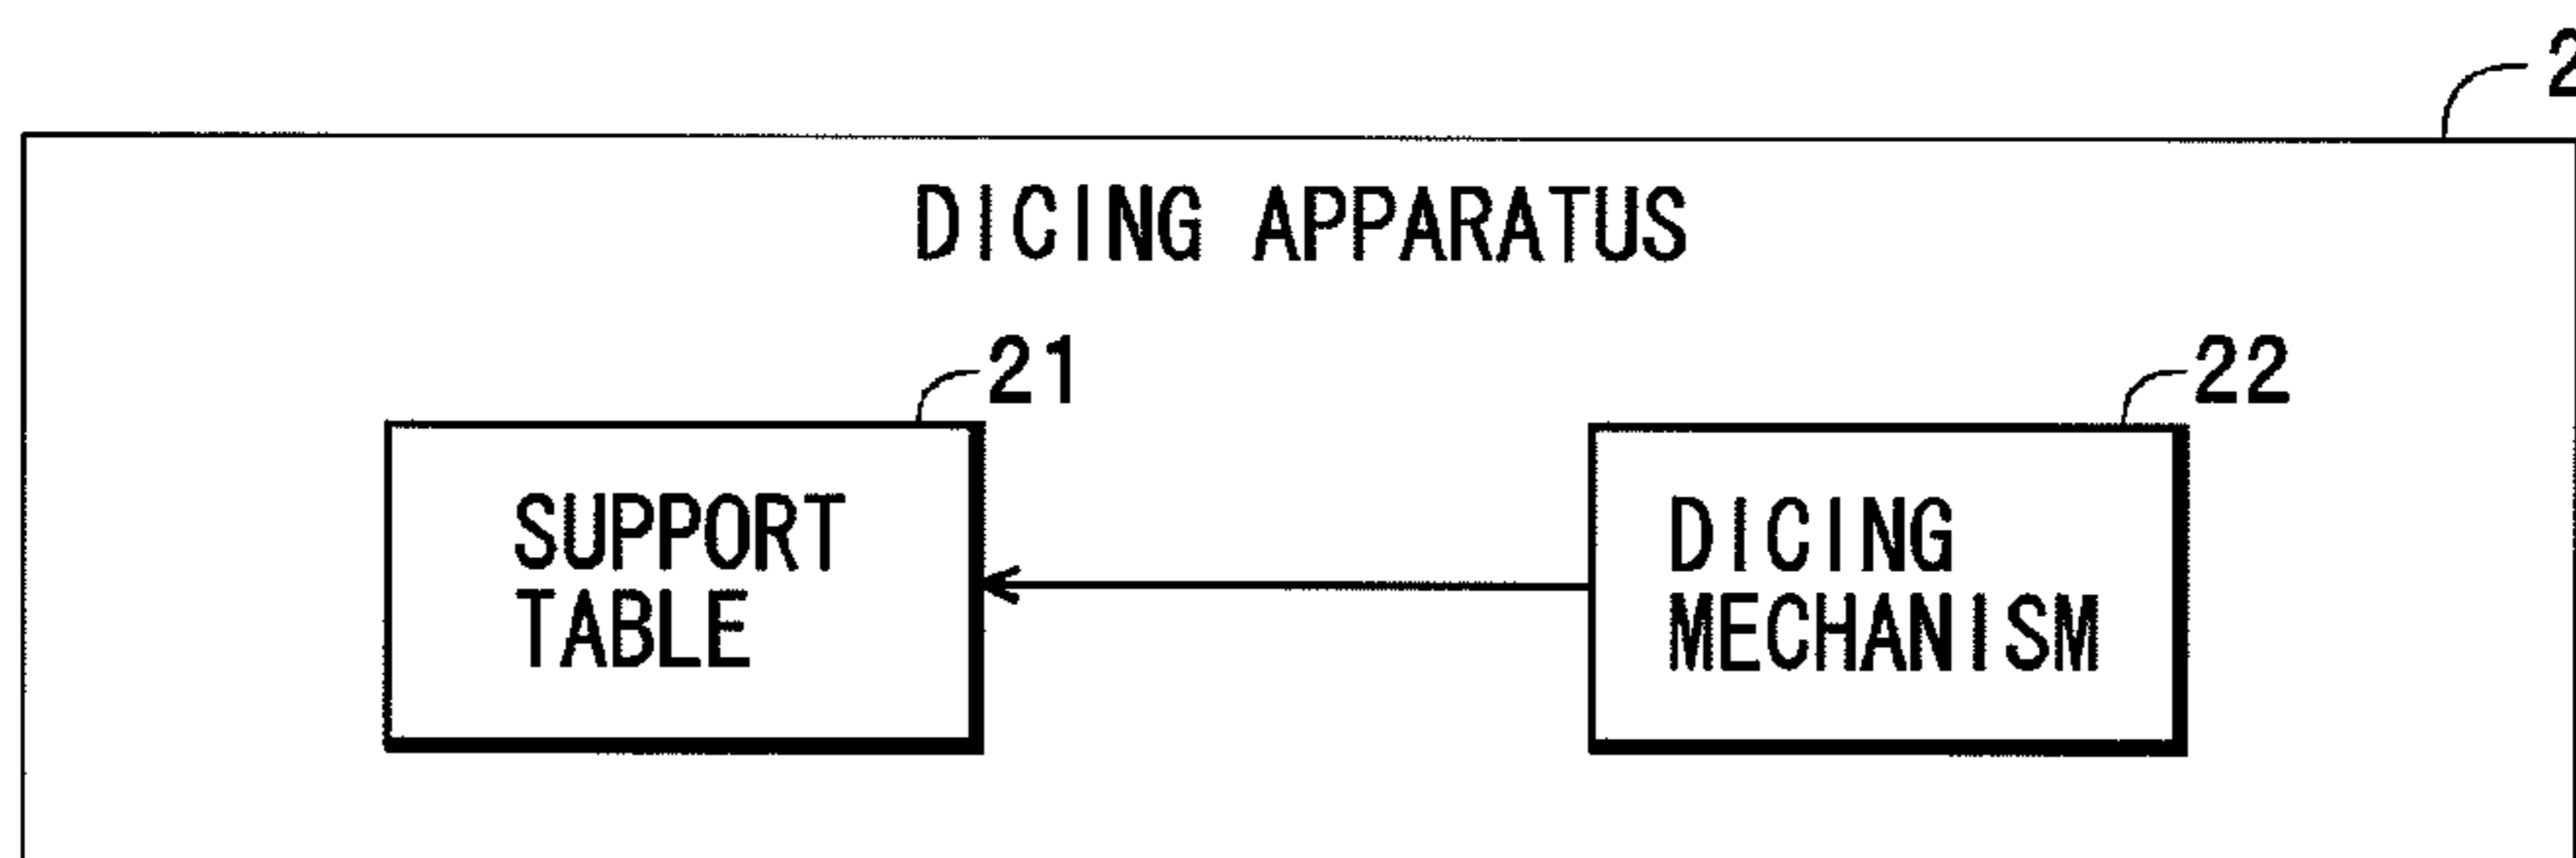 2
DICING APPARATUS
21
22
SUPPORT
TABLE
DICING
MECHANISM